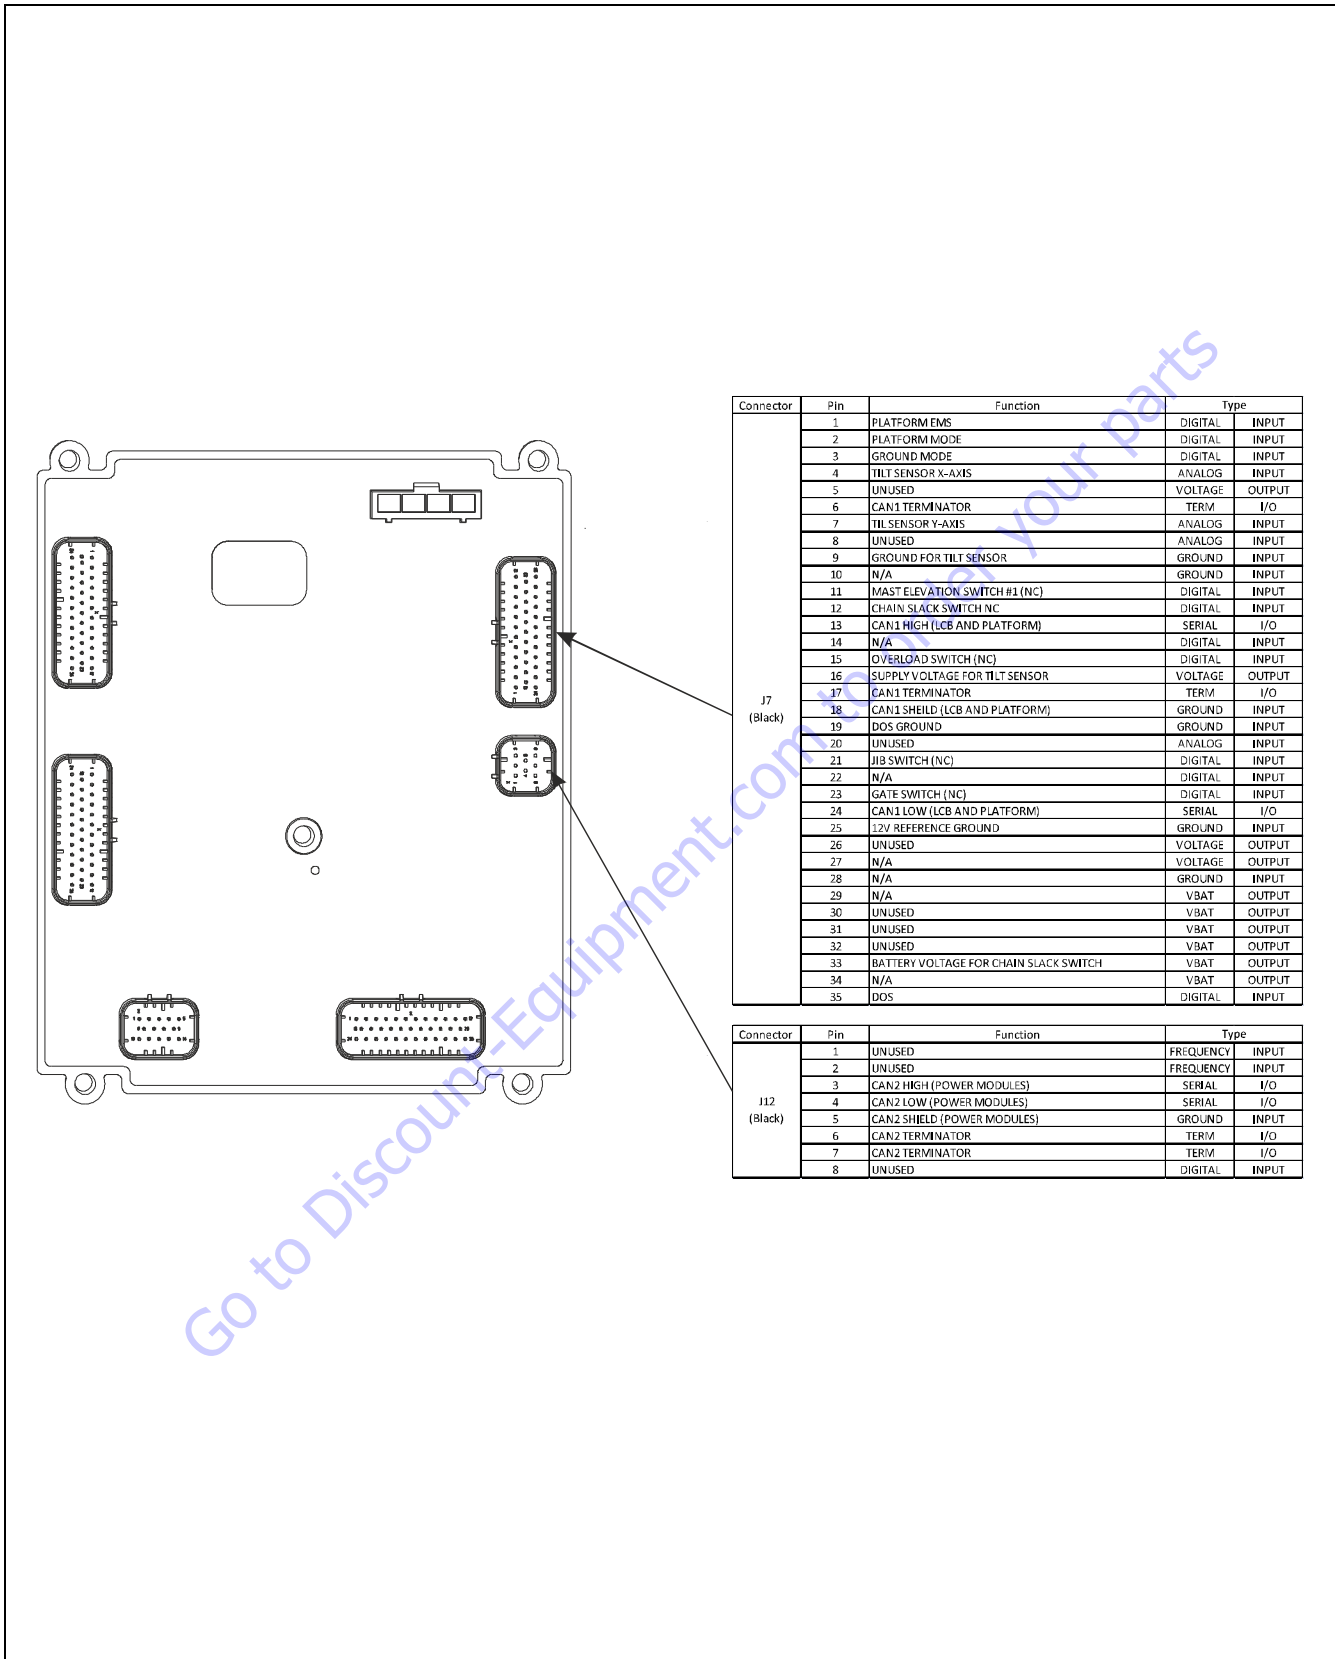 Connector Pin Function Type
J7
(Black)
1 PLATFORM EMS DIGITAL INPUT
2 PLATFORM MODE DIGITAL INPUT
3 GROUND MODE DIGITAL INPUT
4 TILT SENSOR X-AXIS ANALOG INPUT
5 UNUSED VOLTAGE OUTPUT
6 CAN1 TERMINATOR TERM I/O
7 TIL SENSOR Y-AXIS ANALOG INPUT
8 UNUSED ANALOG INPUT
9 GROUND FOR TILT SENSOR GROUND INPUT
10 N/A GROUND INPUT
11 MAST ELEVATION SWITCH #1 (NC) DIGITAL INPUT
12 CHAIN SLACK SWITCH NC DIGITAL INPUT
13 CAN1 HIGH (LCB AND PLATFORM) SERIAL I/O
14 N/A DIGITAL INPUT
15 OVERLOAD SWITCH (NC) DIGITAL INPUT
16 SUPPLY VOLTAGE FOR TILT SENSOR VOLTAGE OUTPUT
17 CAN1 TERMINATOR TERM I/O
18 CAN1 SHEILD (LCB AND PLATFORM) GROUND INPUT
19 DOS GROUND GROUND INPUT
20 UNUSED ANALOG INPUT
21 JIB SWITCH (NC) DIGITAL INPUT
22 N/A DIGITAL INPUT
23 GATE SWITCH (NC) DIGITAL INPUT
24 CAN1 LOW (LCB AND PLATFORM) SERIAL I/O
25 12V REFERENCE GROUND GROUND INPUT
26 UNUSED VOLTAGE OUTPUT
27 N/A VOLTAGE OUTPUT
28 N/A GROUND INPUT
29 N/A VBAT OUTPUT
30 UNUSED VBAT OUTPUT
31 UNUSED VBAT OUTPUT
32 UNUSED VBAT OUTPUT
33 BATTERY VOLTAGE FOR CHAIN SLACK SWITCH VBAT OUTPUT
34 N/A VBAT OUTPUT
35 DOS DIGITAL INPUT
Connector Pin Function Type
J12
(Black)
1 UNUSED FREQUENCY INPUT
2 UNUSED FREQUENCY INPUT
3 CAN2 HIGH (POWER MODULES) SERIAL I/O
4 CAN2 LOW (POWER MODULES) SERIAL I/O
5 CAN2 SHIELD (POWER MODULES) GROUND INPUT
6 CAN2 TERMINATOR TERM I/O
7 CAN2 TERMINATOR TERM I/O
8 UNUSED DIGITAL INPUT
Go to Discount-Equipment.com to order your parts